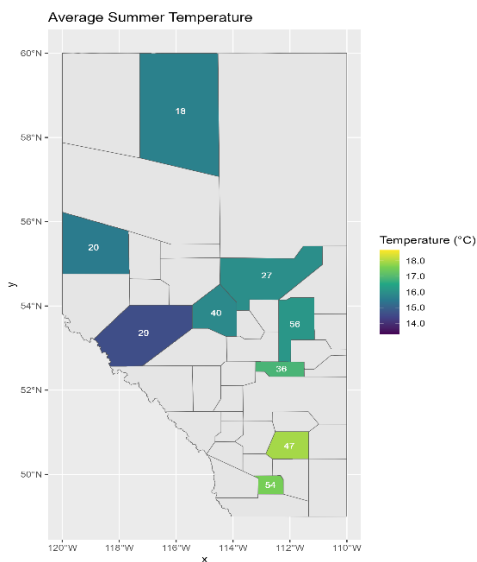 Average Summer Temperature
60°N
58°N
56°N
54°N
52°N
50°N
y
18
20
27
40
29
56
36
47
54
Temperature (°C)
18.0
17.0
16.0
15.0
14.0
120°W 118°W 116°W 114°W 112°W 110°W
x